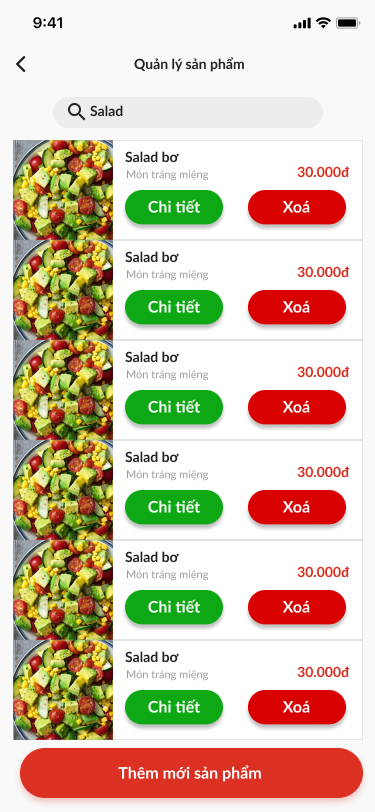 9:41
Quản lý sản phẩm
Salad
Salad bơ
Món tráng miệng
30.000đ
Chi tiết
Xoá
Salad bơ
Món tráng miệng
30.000đ
Chi tiết
Xoá
Salad bơ
Món tráng miệng
30.000đ
Chi tiết
Xoá
Salad bơ
Món tráng miệng
30.000đ
Chi tiết
Xoá
Salad bơ
Món tráng miệng
30.000đ
Chi tiết
Xoá
Salad bơ
Món tráng miệng
30.000đ
Chi tiết
Xoá
Thêm mới sản phẩm